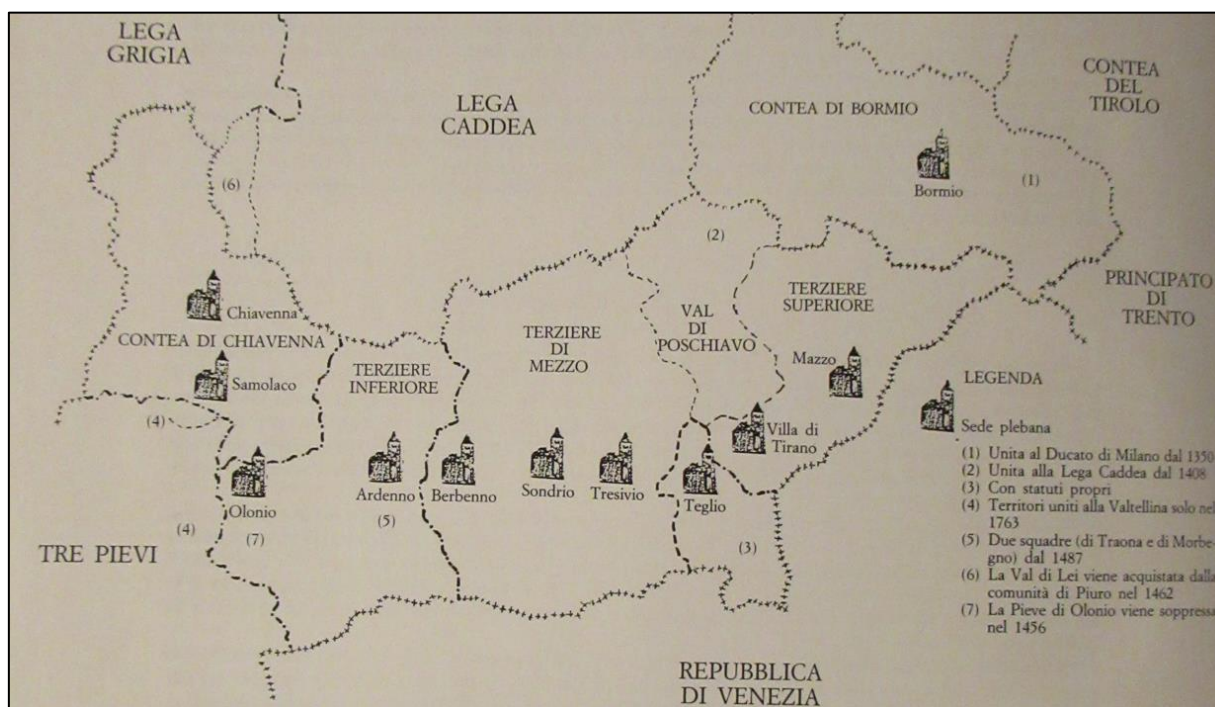 LEGA
GRIGIA
LEGA
CADDEA
CONTEA
DEL
TIROLO
CONTEA DI BORMIO
(6)
Bormio
(1)
(2)
PRINCIPATO
DI
TRENTO
TERZIERE
SUPERIORE
Chiavenna
VAL
DI
POSCHIAVO
TERZIERE
DI
MEZZO
CONTEA DI CHIAVENNA
Samolaco
TERZIERE
INFERIORE
Mazzo
(4)
Villa di
Tirano
Olonio
Ardenno
Berbenno
Sondrio
Tresivio
Teglio
(4)
(7)
(5)
(3)
TRE PIEVI
REPUBBLICA
DI VENEZIA
LEGENDA
Sede plebana
(1) Unita al Ducato di Milano dal 1350
(2) Unita alla Lega Caddea dal 1408
(3) Con statuti propri
(4) Territori uniti alla Valtellina solo nel
1763
(5) Due squadre (di Traona e di Morbe-
gno) dal 1487
(6) La Val di Lei viene acquistata dalla
comunità di Piuro nel 1462
(7) La Pieve di Olonio viene soppressa
nel 1456